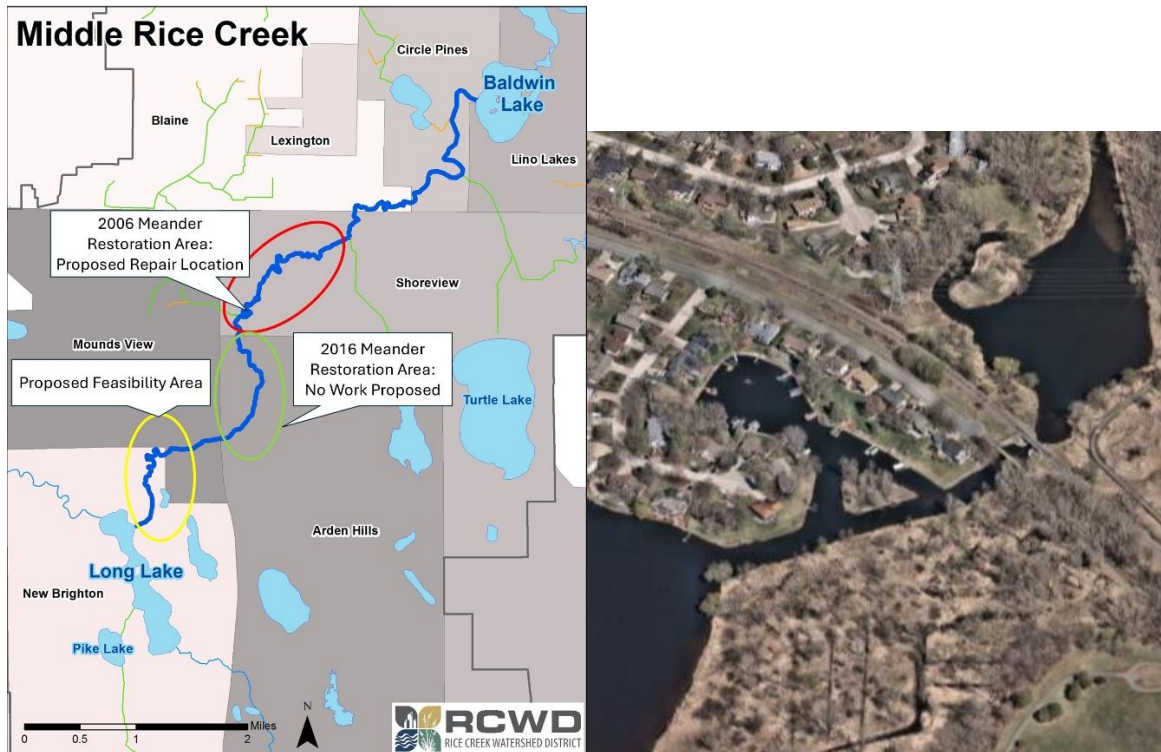 Middle Rice Creek
Circle Pines
Baldwin
Lake
Blaine
Lexington
Lino Lakes
2006 Meander
Restoration Area:
Proposed Repair Location
Shoreview
Mounds View
2016 Meander
Restoration Area:
No Work Proposed
Proposed Feasibility Area
Turtle Lake
Arden Hills
Long Lake
New Brighton
Pike Lake
Miles
0 0.5 1 2
N
RCWD
RICE CREEK WATERSHED DISTRICT